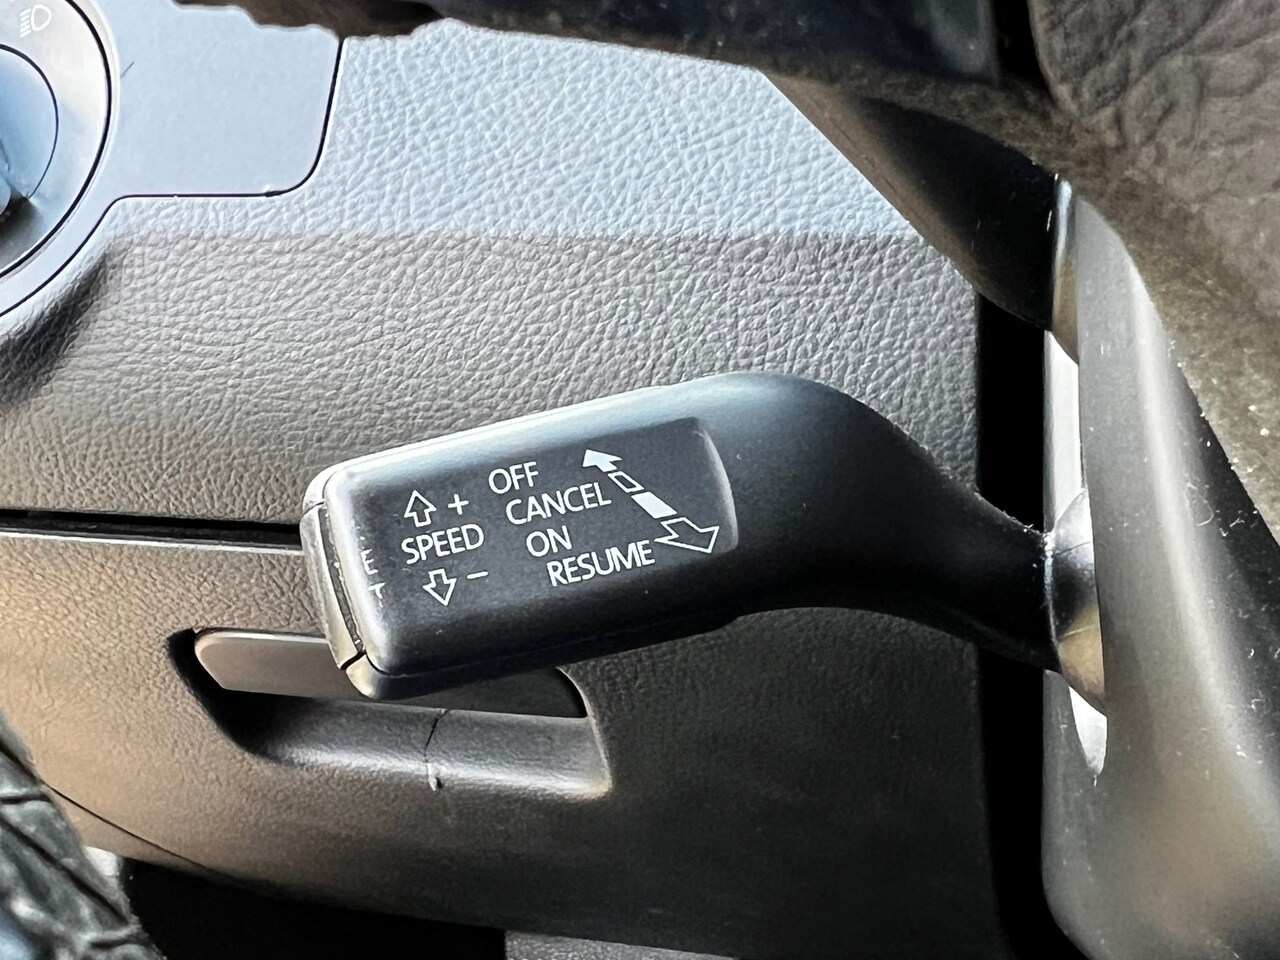 +
SPEED
−
OFF
CANCEL
ON
RESUME